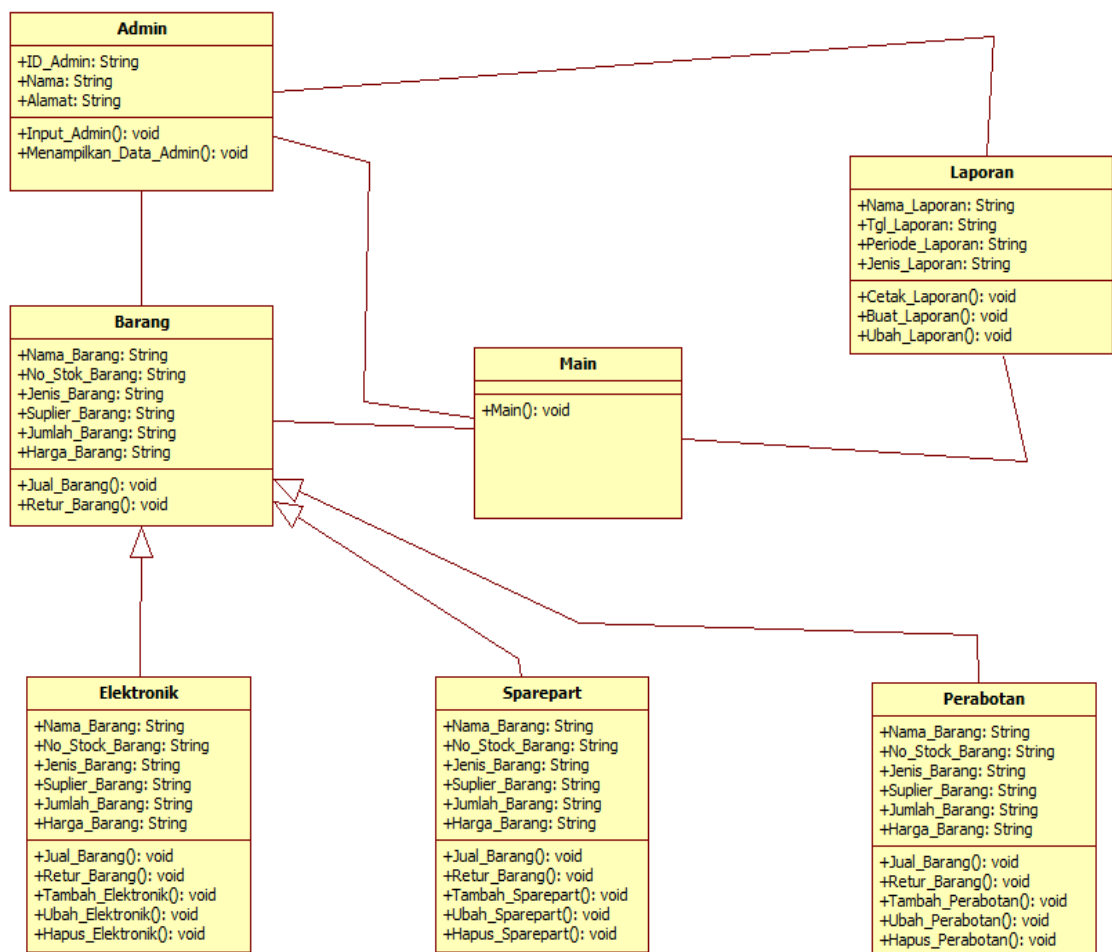 Admin
+ID_Admin: String
+Nama: String
+Alamat: String
+Input_Admin(): void
+Menampilkan_Data_Admin(): void
Laporan
+Nama_Laporan: String
+Tgl_Laporan: String
+Periode_Laporan: String
+Jenis_Laporan: String
+Cetak_Laporan(): void
+Buat_Laporan(): void
+Ubah_Laporan(): void
Barang
+Nama_Barang: String
+No_Stok_Barang: String
+Jenis_Barang: String
+Suplier_Barang: String
+Jumlah_Barang: String
+Harga_Barang: String
+Jual_Barang(): void
+Retur_Barang(): void
Main
+Main(): void
Elektronik
+Nama_Barang: String
+No_Stock_Barang: String
+Jenis_Barang: String
+Suplier_Barang: String
+Jumlah_Barang: String
+Harga_Barang: String
+Jual_Barang(): void
+Retur_Barang(): void
+Tambah_Elektronik(): void
+Ubah_Elektronik(): void
+Hapus_Elektronik(): void
Sparepart
+Nama_Barang: String
+No_Stock_Barang: String
+Jenis_Barang: String
+Suplier_Barang: String
+Jumlah_Barang: String
+Harga_Barang: String
+Jual_Barang(): void
+Retur_Barang(): void
+Tambah_Sparepart(): void
+Ubah_Sparepart(): void
+Hapus_Sparepart(): void
Perabotan
+Nama_Barang: String
+No_Stock_Barang: String
+Jenis_Barang: String
+Suplier_Barang: String
+Jumlah_Barang: String
+Harga_Barang: String
+Jual_Barang(): void
+Retur_Barang(): void
+Tambah_Perabotan(): void
+Ubah_Perabotan(): void
+Hapus_Perabotan(): void